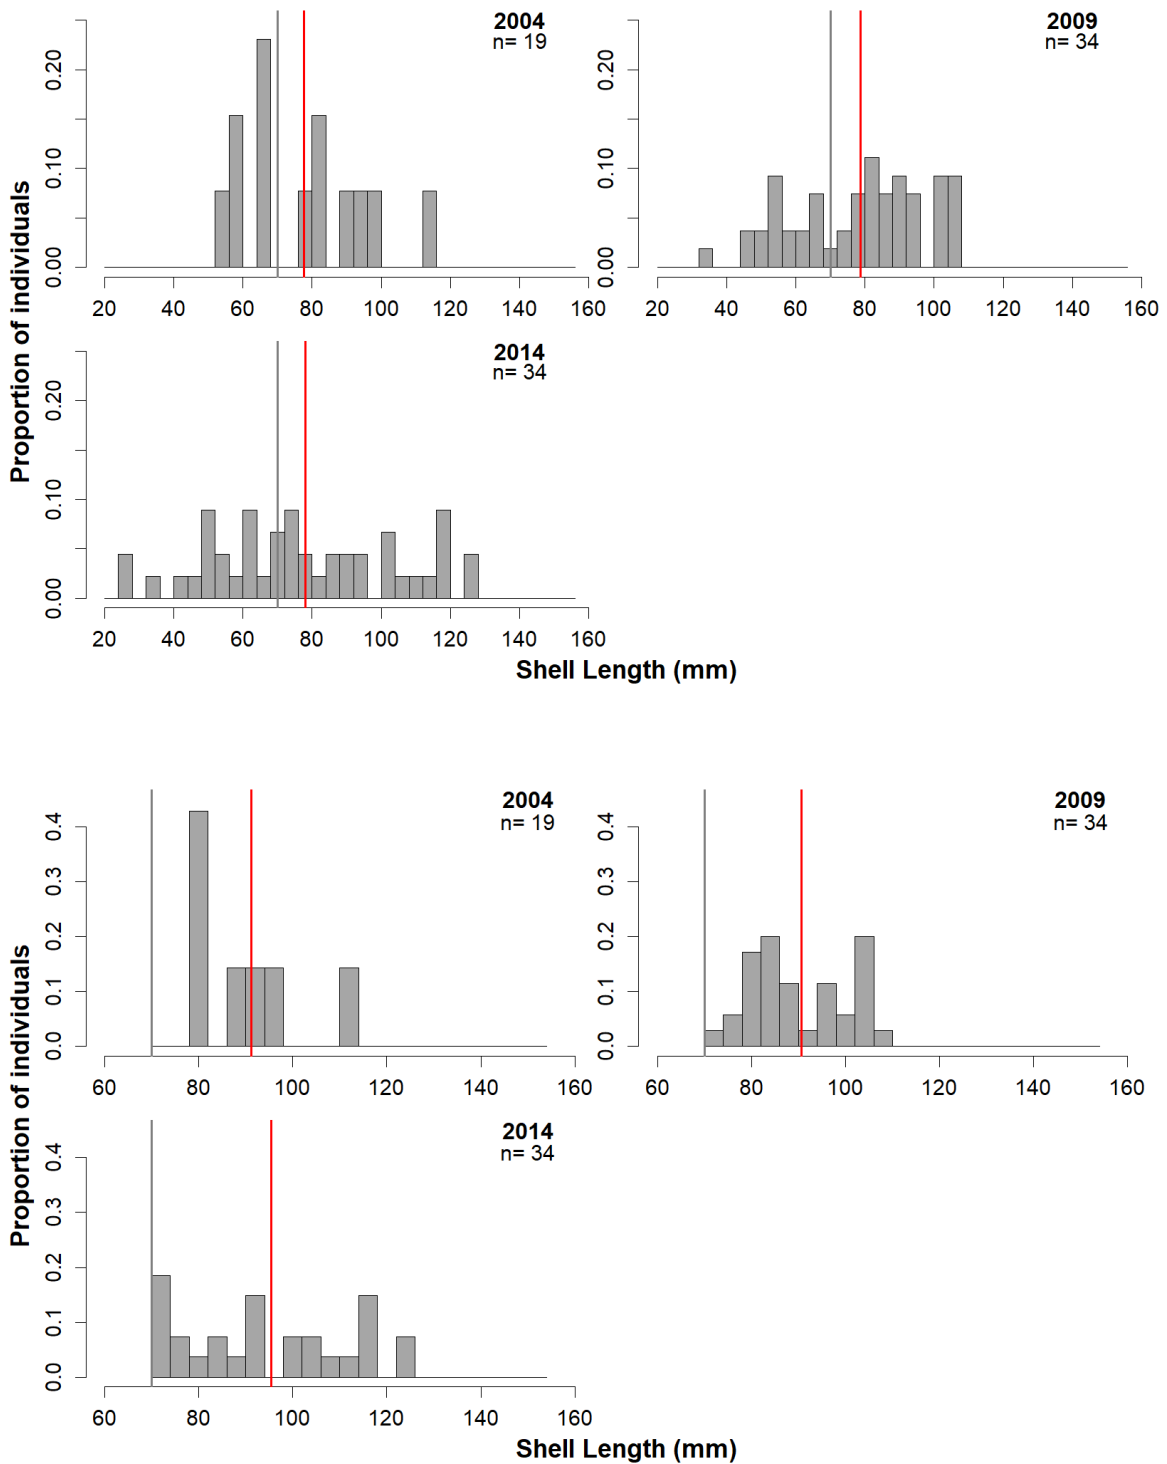 2004
n= 19
0.00 0.10 0.20
20 40 60 80 100 120 140 160
2009
n= 34
0.00 0.10 0.20
20 40 60 80 100 120 140 160
2014
n= 34
0.00 0.10 0.20
20 40 60 80 100 120 140 160
Proportion of individuals
Shell Length (mm)
2004
n= 19
0.0 0.1 0.2 0.3 0.4
60 80 100 120 140 160
2009
n= 34
0.0 0.1 0.2 0.3 0.4
60 80 100 120 140 160
2014
n= 34
0.0 0.1 0.2 0.3 0.4
60 80 100 120 140 160
Proportion of individuals
Shell Length (mm)